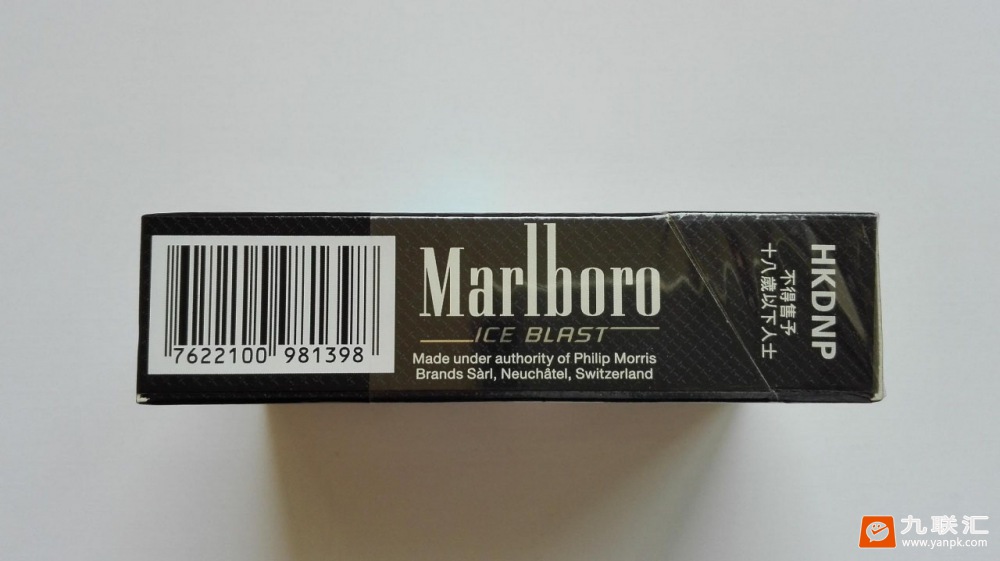 7622100 981398
Marlboro
ICE BLAST
Made under authority of Philip Morris
Brands Sàrl, Neuchâtel, Switzerland
HKDNP
不得售予
十八歲以下人士
九联汇
www.yanpk.com